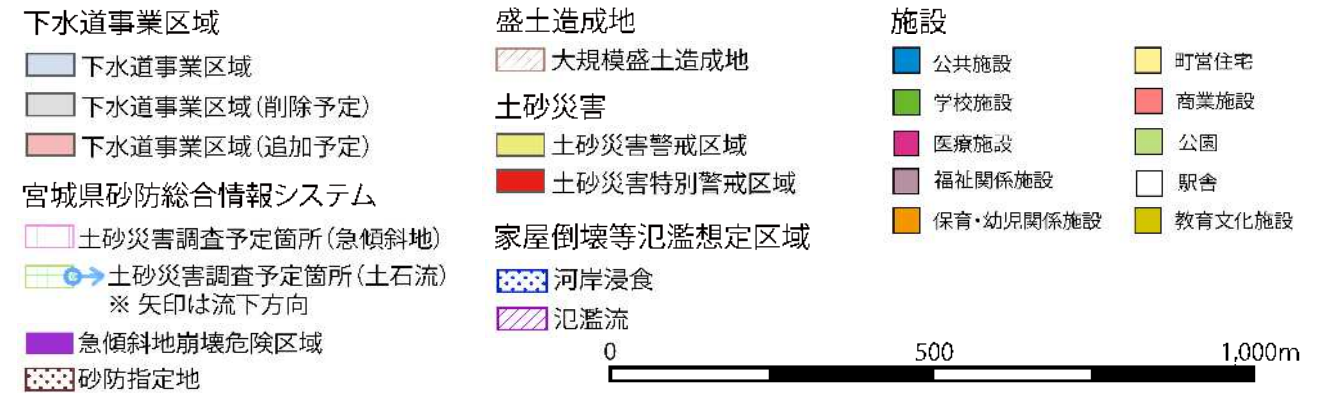 下水道事業区域
下水道事業区域
下水道事業区域(削除予定)
下水道事業区域(追加予定)
宮城県砂防総合情報システム
土砂災害調査予定箇所(急傾斜地)
土砂災害調査予定箇所(土石流)
※ 矢印は流下方向
急傾斜地崩壊危険区域
砂防指定地
盛土造成地
大規模盛土造成地
土砂災害
土砂災害警戒区域
土砂災害特別警戒区域
家屋倒壊等氾濫想定区域
河岸浸食
氾濫流
施設
公共施設
学校施設
医療施設
福祉関係施設
保育・幼児関係施設
町営住宅
商業施設
公園
駅舎
教育文化施設
0 500 1,000m